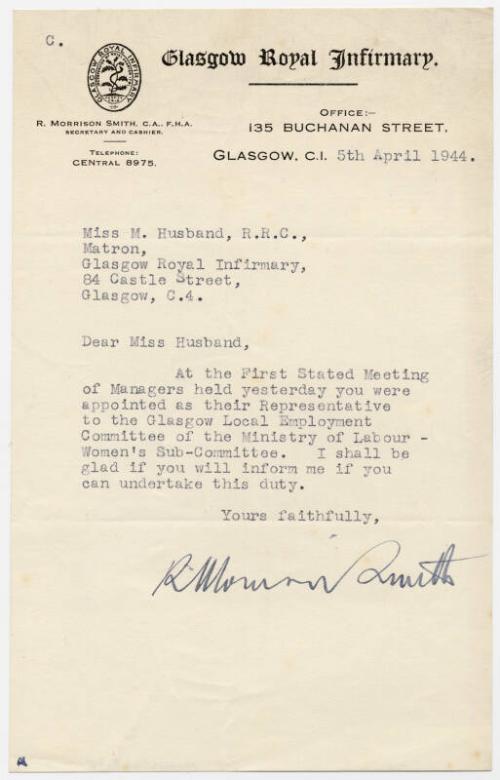 C.
GLASGOW ROYAL INFIRMARY
Glasgow Royal Infirmary.
R. MORRISON SMITH, C.A., F.H.A.
SECRETARY AND CASHIER.
TELEPHONE:
CENTRAL 8975.
OFFICE:—
135 BUCHANAN STREET.
GLASGOW, C.1. 5th April 1944.
Miss M. Husband, R.R.C.,
Matron,
Glasgow Royal Infirmary,
84 Castle Street,
Glasgow, C.4.
Dear Miss Husband,
At the First Stated Meeting
of Managers held yesterday you were
appointed as their Representative
to the Glasgow Local Employment
Committee of the Ministry of Labour -
Women's Sub-Committee. I shall be
glad if you will inform me if you
can undertake this duty.
Yours faithfully,
R Morrison Smith